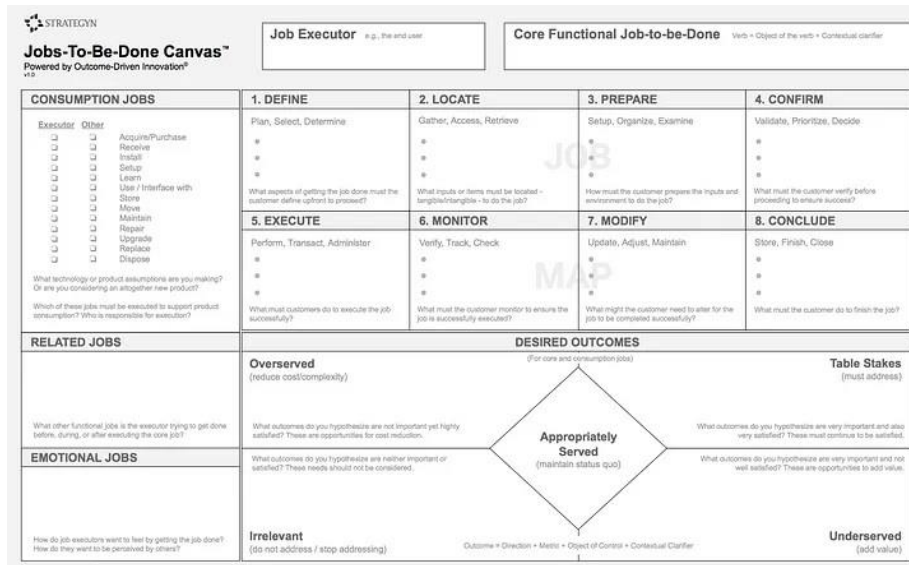 STRATEGYN
Jobs-To-Be-Done Canvas™
Powered by Outcome-Driven Innovation®
v1.0
Job Executor e.g., the end user
Core Functional Job-to-be-Done Verb + Object of the verb + Contextual clarifier
CONSUMPTION JOBS
Executor Other
Acquire/Purchase
Receive
Install
Setup
Learn
Use / Interface with
Store
Move
Maintain
Repair
Upgrade
Replace
Dispose
What technology or product assumptions are you making?
Or are you considering an altogether new product?
Which of these jobs must be executed to support product
consumption? Who is responsible for execution?
JOB
MAP
1. DEFINE
Plan, Select, Determine
What aspects of getting the job done must the
customer define upfront to proceed?
2. LOCATE
Gather, Access, Retrieve
What inputs or items must be located -
tangible/intangible - to do the job?
3. PREPARE
Setup, Organize, Examine
How must the customer prepare the inputs and
environment to do the job?
4. CONFIRM
Validate, Prioritize, Decide
What must the customer verify before
proceeding to ensure success?
5. EXECUTE
Perform, Transact, Administer
What must customers do to execute the job
successfully?
6. MONITOR
Verify, Track, Check
What must the customer monitor to ensure the
job is successfully executed?
7. MODIFY
Update, Adjust, Maintain
What might the customer need to alter for the
job to be completed successfully?
8. CONCLUDE
Store, Finish, Close
What must the customer do to finish the job?
RELATED JOBS
What other functional jobs is the executor trying to get done
before, during, or after executing the core job?
EMOTIONAL JOBS
How do job executors want to feel by getting the job done?
How do they want to be perceived by others?
DESIRED OUTCOMES
(For core and consumption jobs)
Overserved
(reduce cost/complexity)
What outcomes do you hypothesize are not important yet highly
satisfied? These are opportunities for cost reduction.
Table Stakes
(must address)
What outcomes do you hypothesize are very important and also
very satisfied? These must continue to be satisfied.
Appropriately
Served
(maintain status quo)
What outcomes do you hypothesize are neither important or
satisfied? These needs should not be considered.
Irrelevant
(do not address / stop addressing)
What outcomes do you hypothesize are very important and not
well satisfied? These are opportunities to add value.
Underserved
(add value)
Outcome = Direction + Metric + Object of Control + Contextual Clarifier